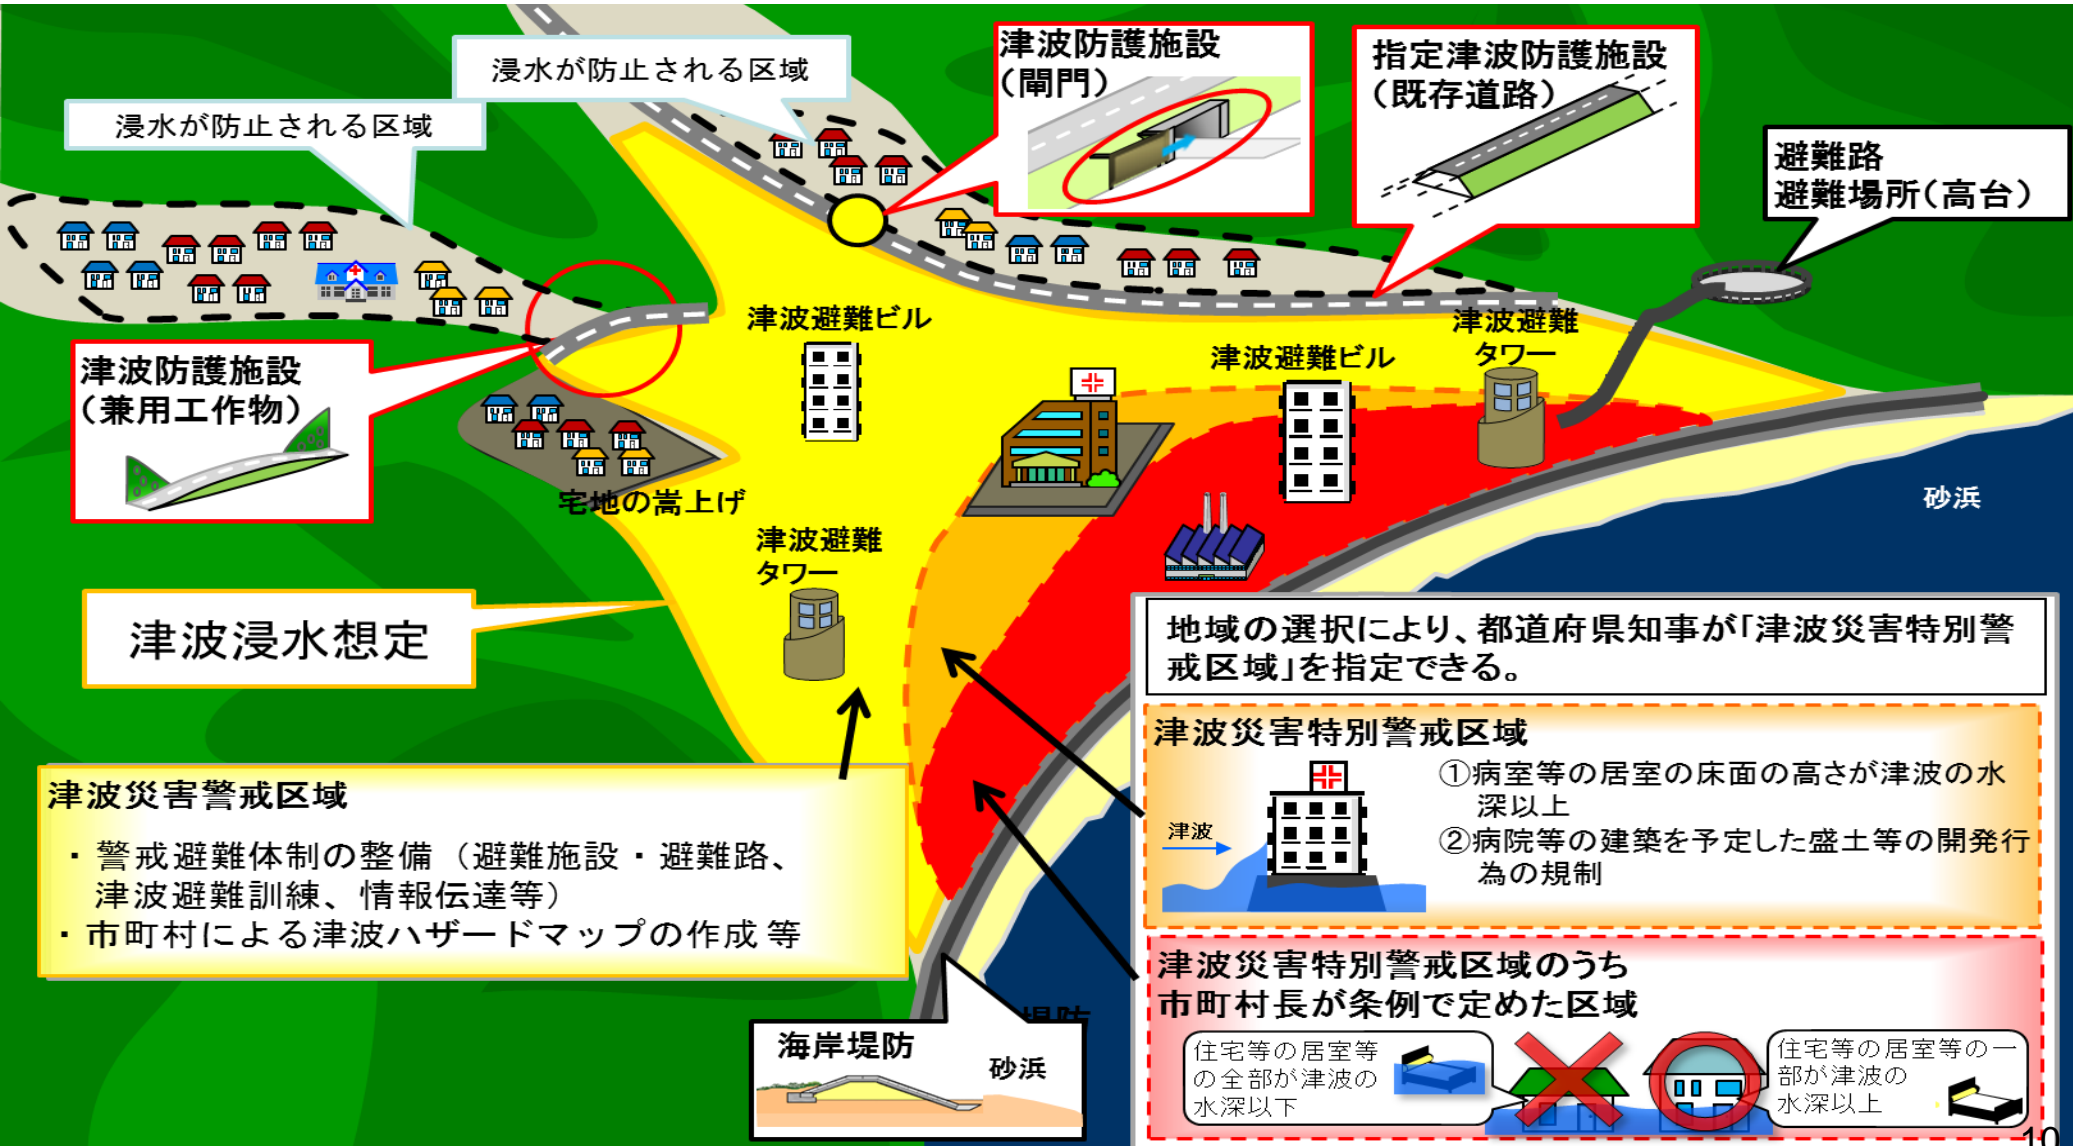 浸水が防止される区域
浸水が防止される区域
津波防護施設
（閘門）
指定津波防護施設
（既存道路）
避難路
避難場所（高台）
津波避難ビル
津波避難ビル
津波避難
タワー
津波防護施設
（兼用工作物）
宅地の嵩上げ
津波避難
タワー
砂浜
津波浸水想定
地域の選択により、都道府県知事が「津波災害特別警
戒区域」を指定できる。
津波災害特別警戒区域
①病室等の居室の床面の高さが津波の水
深以上
②病院等の建築を予定した盛土等の開発行
為の規制
津波
津波災害警戒区域
・警戒避難体制の整備（避難施設・避難路、
津波避難訓練、情報伝達等）
・市町村による津波ハザードマップの作成 等
津波災害特別警戒区域のうち
市町村長が条例で定めた区域
住宅等の居室等
の全部が津波の
水深以下
住宅等の居室等の一
部が津波の
水深以上
堤防
海岸堤防
砂浜
10